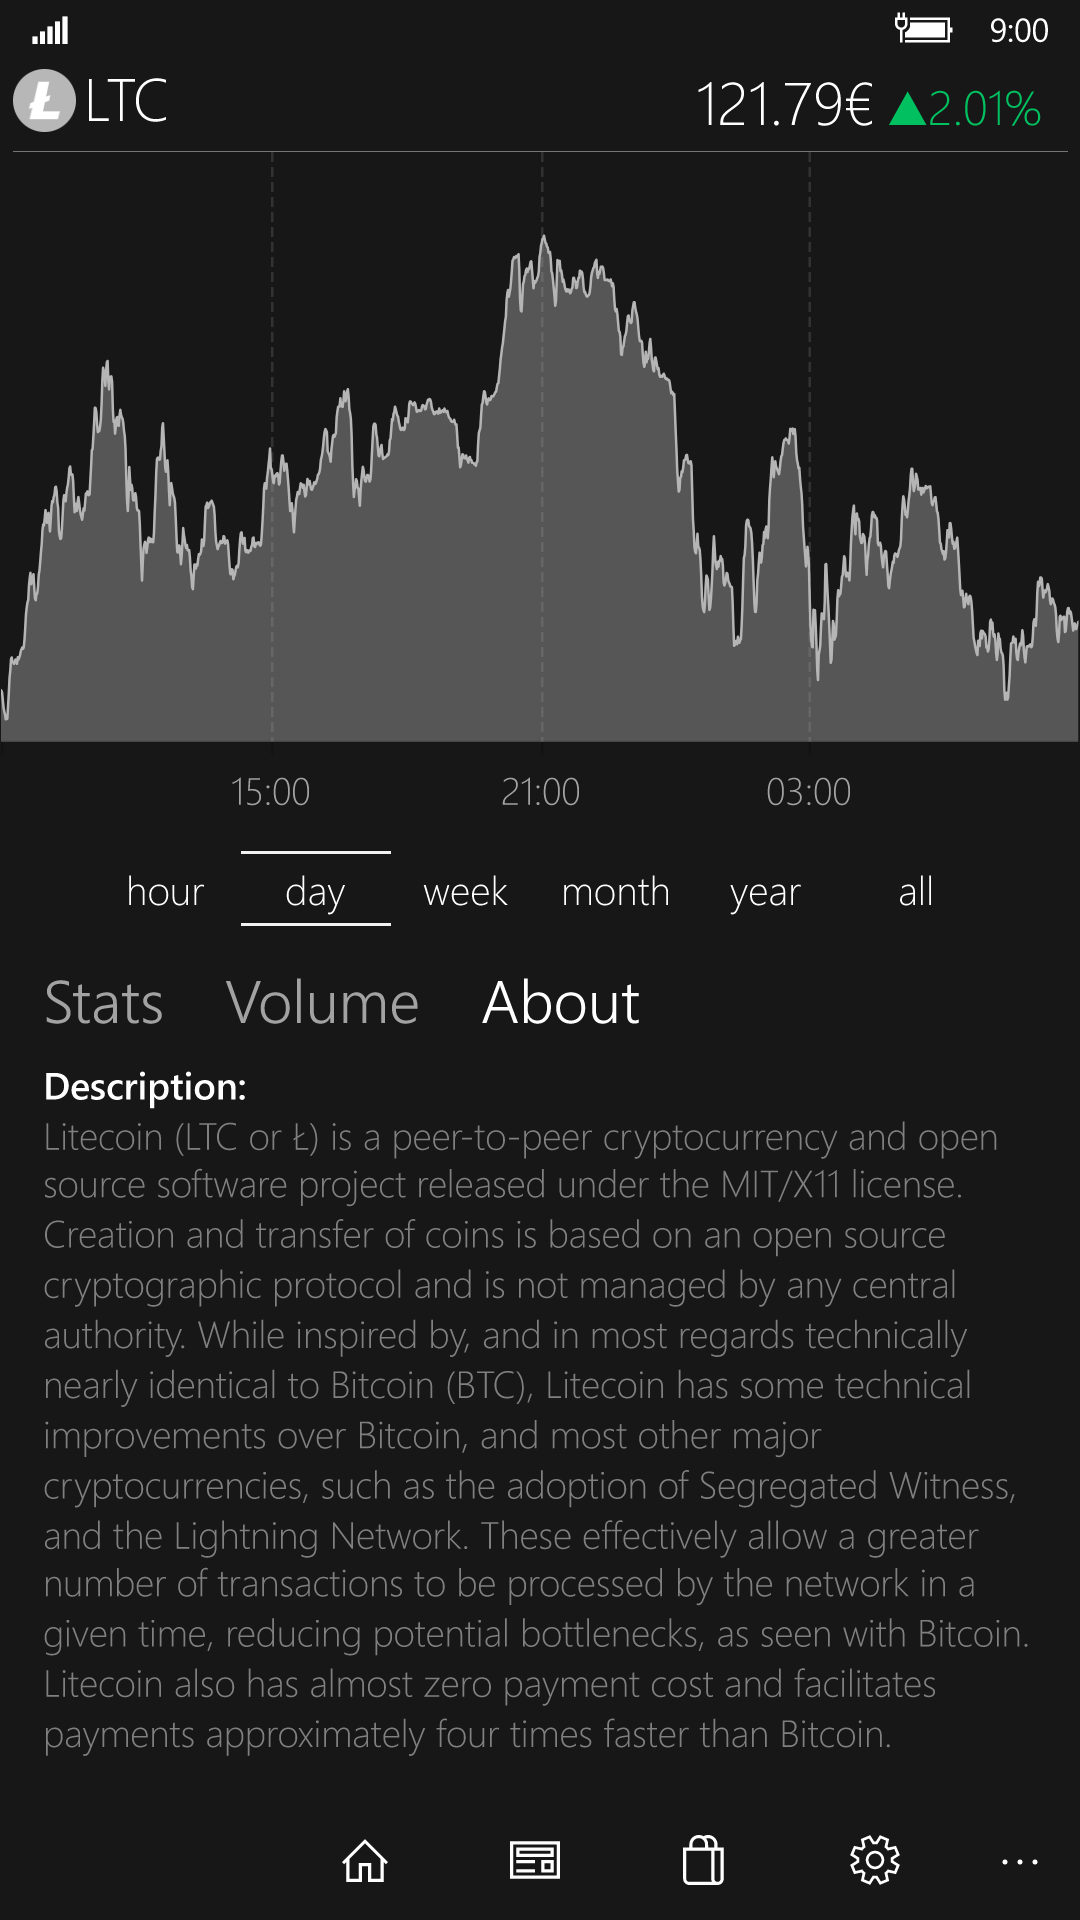 9:00
Ł LTC
121.79€ ▲2.01%
15:00 21:00 03:00
hour day week month year all
Stats Volume About
Description:
Litecoin (LTC or Ł) is a peer-to-peer cryptocurrency and open
source software project released under the MIT/X11 license.
Creation and transfer of coins is based on an open source
cryptographic protocol and is not managed by any central
authority. While inspired by, and in most regards technically
nearly identical to Bitcoin (BTC), Litecoin has some technical
improvements over Bitcoin, and most other major
cryptocurrencies, such as the adoption of Segregated Witness,
and the Lightning Network. These effectively allow a greater
number of transactions to be processed by the network in a
given time, reducing potential bottlenecks, as seen with Bitcoin.
Litecoin also has almost zero payment cost and facilitates
payments approximately four times faster than Bitcoin.